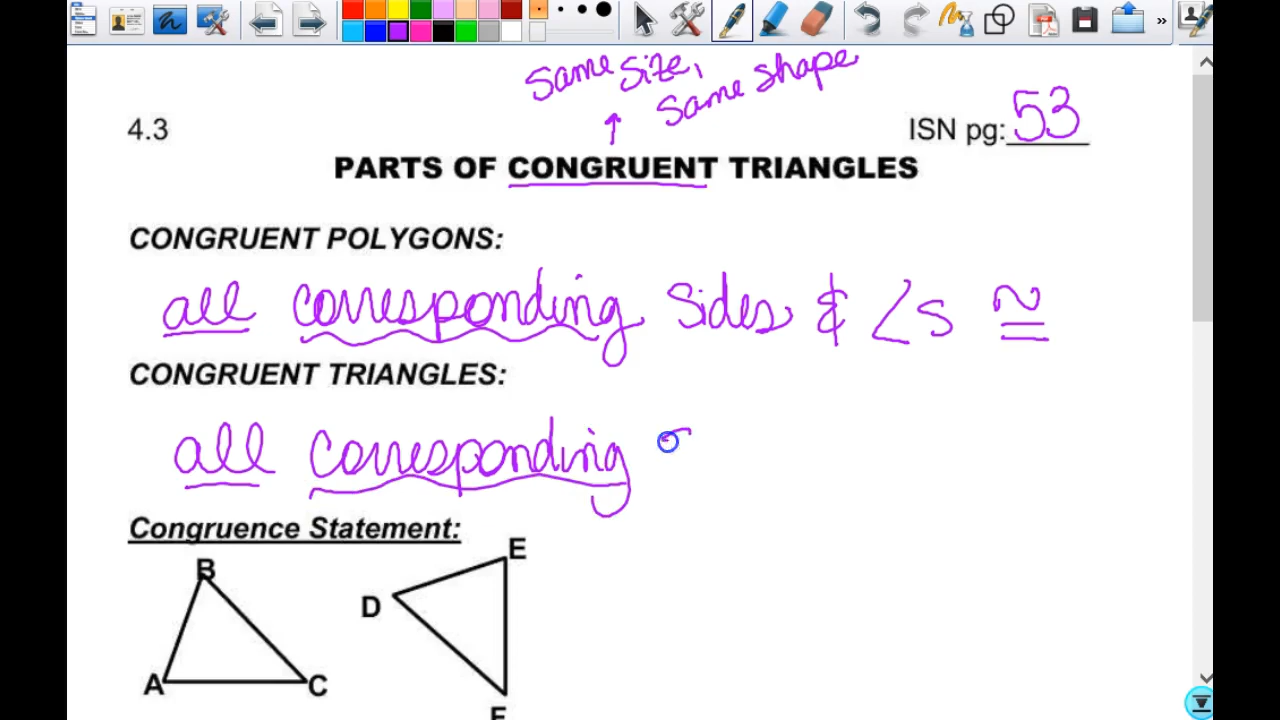 same size,
same shape
↑
4.3
ISN pg: 53
PARTS OF CONGRUENT TRIANGLES
CONGRUENT POLYGONS:
all corresponding sides & ∠s ≅
CONGRUENT TRIANGLES:
all corresponding
Congruence Statement:
B
E
D
A
C